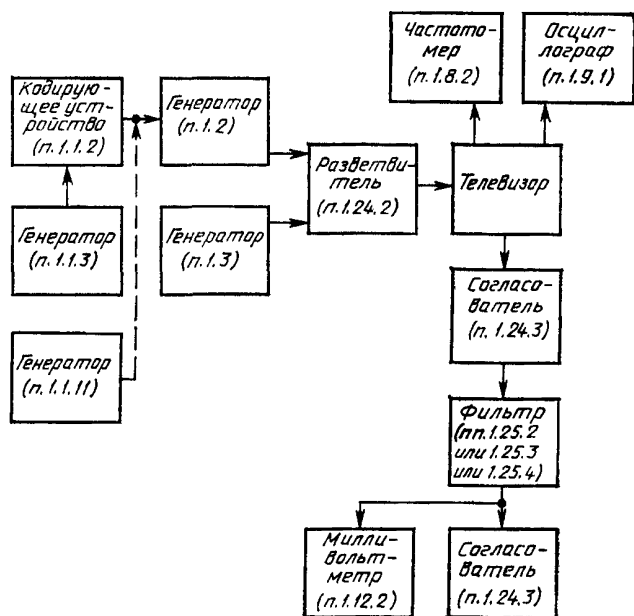 Частото-
мер
(п.1.8.2)
Осцил-
лограф
(п.1.9.1)
Кодирую-
щее уст-
ройство
(п.1.1.2)
Генератор
(п.1.2)
Разветви-
тель
(п.1.24.2)
Телевизор
Генератор
(п.1.1.3)
Генератор
(п.1.3)
Согласо-
ватель
(п.1.24.3)
Генератор
(п.1.1.11)
Фильтр
(пп.1.25.2
или 1.25.3
или 1.25.4)
Милли-
вольт-
метр
(п.1.12.2)
Согласо-
ватель
(п.1.24.3)